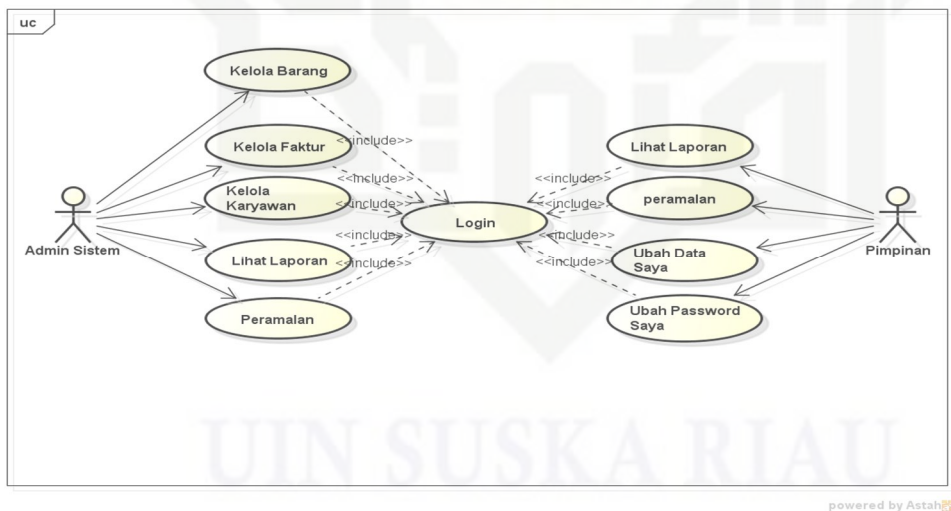 uc
Kelola Barang
<<include>>
Kelola Faktur
Lihat Laporan
<<include>>
<<include>>
Kelola
Karyawan
<<include>>
<<include>>
peramalan
Login
Admin Sistem
Pimpinan
<<include>>
<<include>>
Lihat Laporan
<<include>>
<<include>>
Ubah Data
Saya
Peramalan
Ubah Password
Saya
UIN SUSKA RIAU
powered by Astah